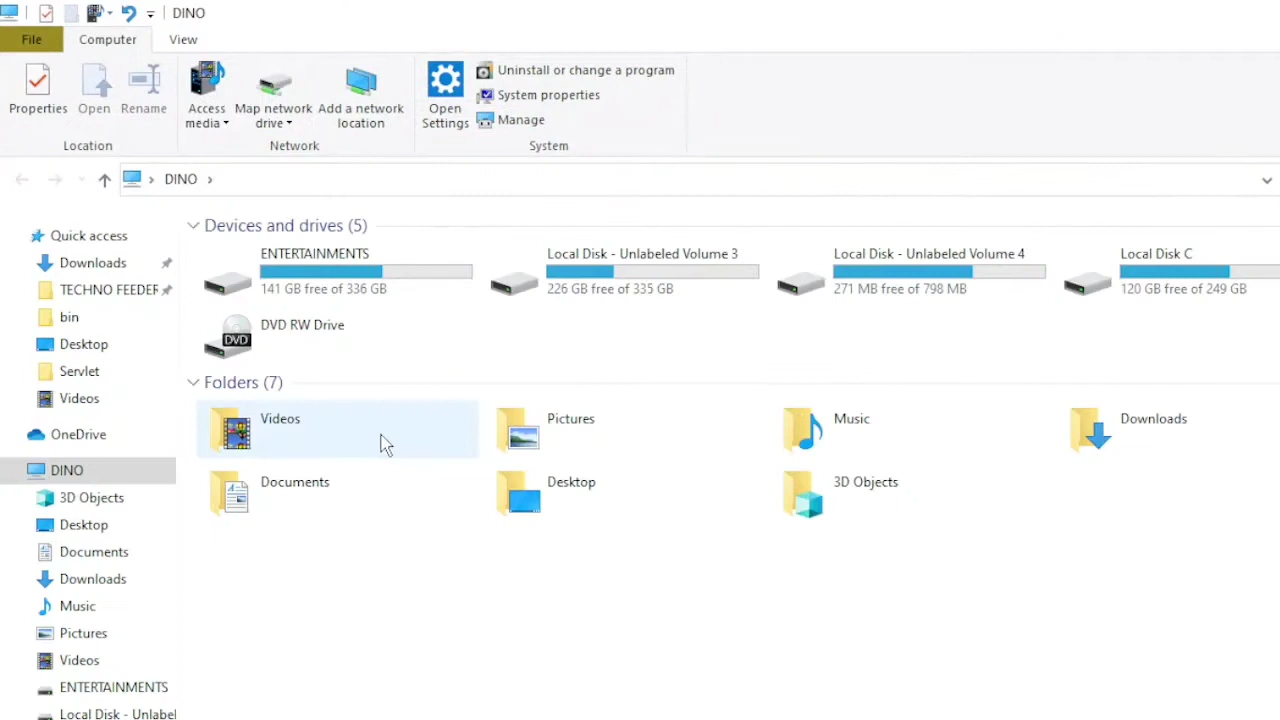 DINO
File
Computer
View
Properties
Open
Rename
Access media
Map network drive
Add a network location
Open Settings
Uninstall or change a program
System properties
Manage
Location
Network
System
DINO
Quick access
Downloads
TECHNO FEEDER
bin
Desktop
Servlet
Videos
OneDrive
DINO
3D Objects
Desktop
Documents
Downloads
Music
Pictures
Videos
ENTERTAINMENTS
Local Disk - Unlabel
Devices and drives (5)
ENTERTAINMENTS
141 GB free of 336 GB
Local Disk - Unlabeled Volume 3
226 GB free of 335 GB
Local Disk - Unlabeled Volume 4
271 MB free of 798 MB
Local Disk C
120 GB free of 249 GB
DVD RW Drive
DVD
Folders (7)
Videos
Pictures
Music
Downloads
Documents
Desktop
3D Objects